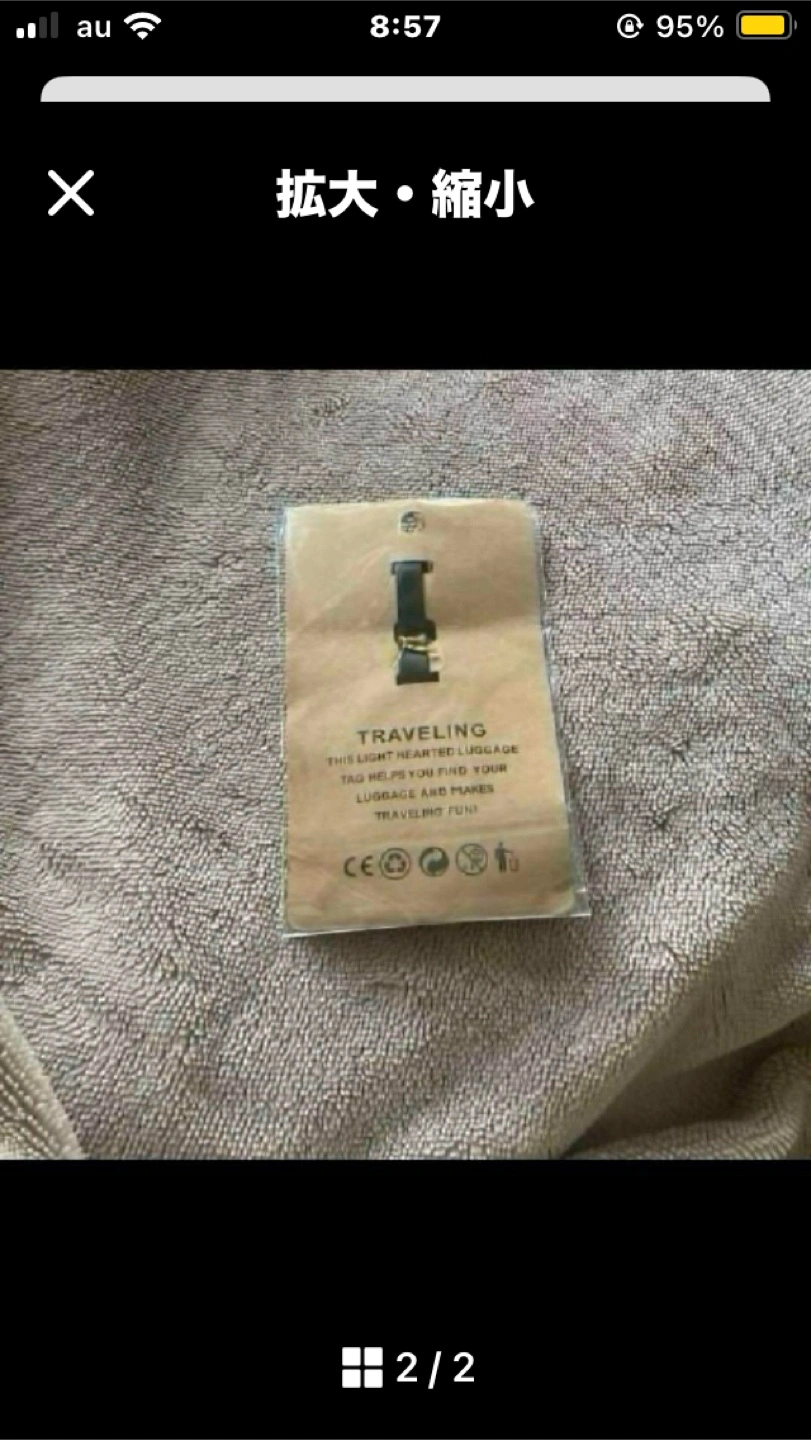 au
8:57
95%
拡大・縮小
TRAVELING
THIS LIGHT HEARTED LUGGAGE
TAG HELPS YOU FIND YOUR
LUGGAGE AND MAKES
TRAVELING FUN!
CE
2 / 2